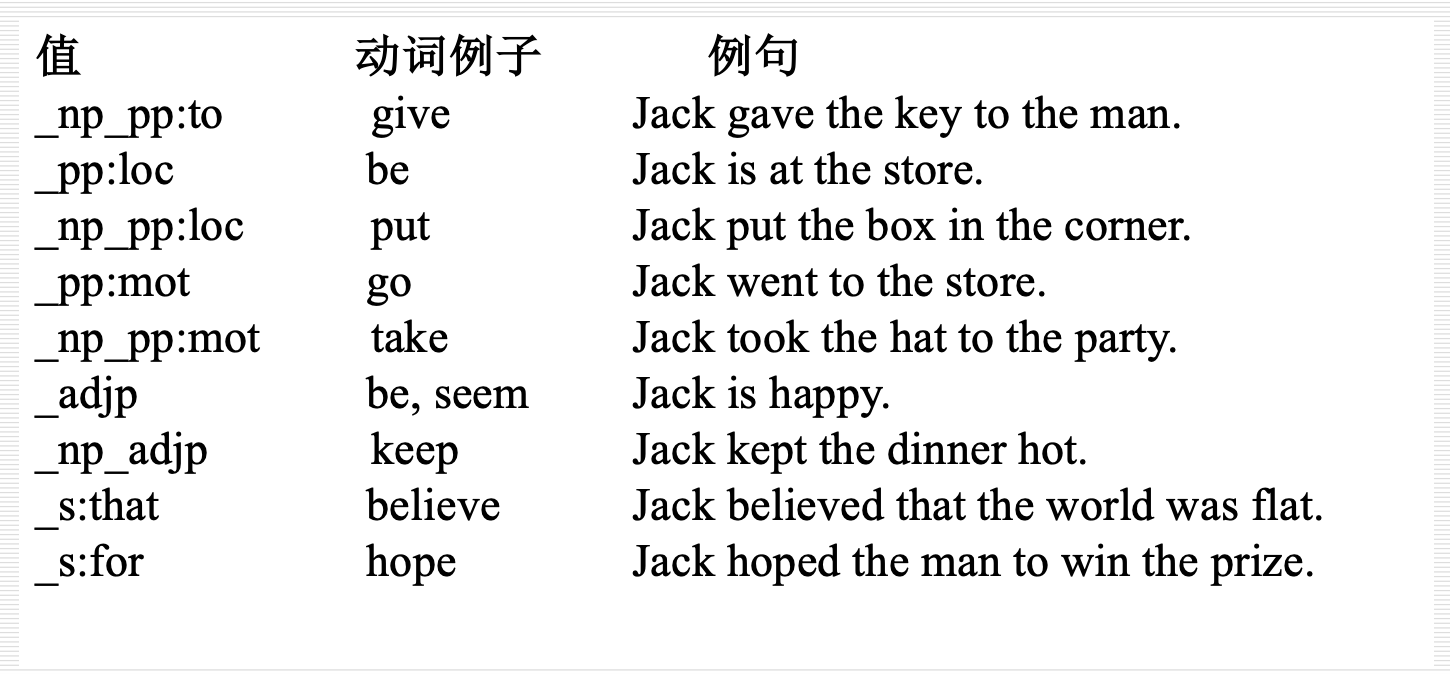 值 动词例子 例句
_np_pp:to give Jack gave the key to the man.
_pp:loc be Jack is at the store.
_np_pp:loc put Jack put the box in the corner.
_pp:mot go Jack went to the store.
_np_pp:mot take Jack took the hat to the party.
_adjp be, seem Jack is happy.
_np_adjp keep Jack kept the dinner hot.
_s:that believe Jack believed that the world was flat.
_s:for hope Jack hoped the man to win the prize.